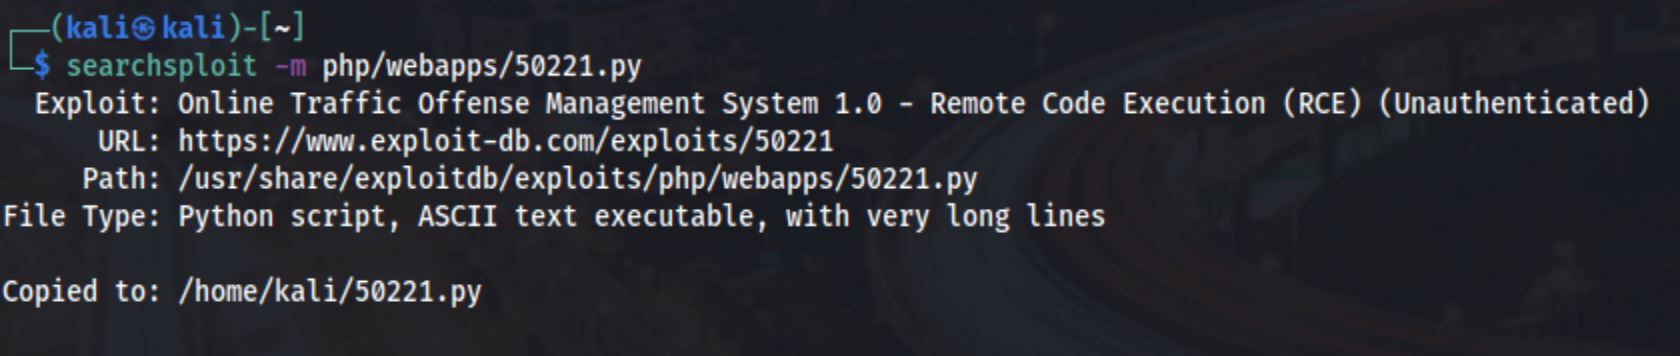 ┌──(kali㉿kali)-[~]
└─$ searchsploit -m php/webapps/50221.py
Exploit: Online Traffic Offense Management System 1.0 - Remote Code Execution (RCE) (Unauthenticated)
URL: https://www.exploit-db.com/exploits/50221
Path: /usr/share/exploitdb/exploits/php/webapps/50221.py
File Type: Python script, ASCII text executable, with very long lines
Copied to: /home/kali/50221.py